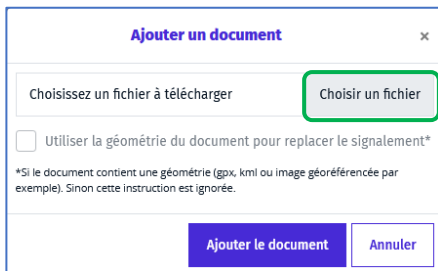 Ajouter un document ×
Choisissez un fichier à télécharger Choisir un fichier
Utiliser la géométrie du document pour replacer le signalement*
*Si le document contient une géométrie (gpx, kml ou image géoréférencée par
exemple). Sinon cette instruction est ignorée.
Ajouter le document Annuler